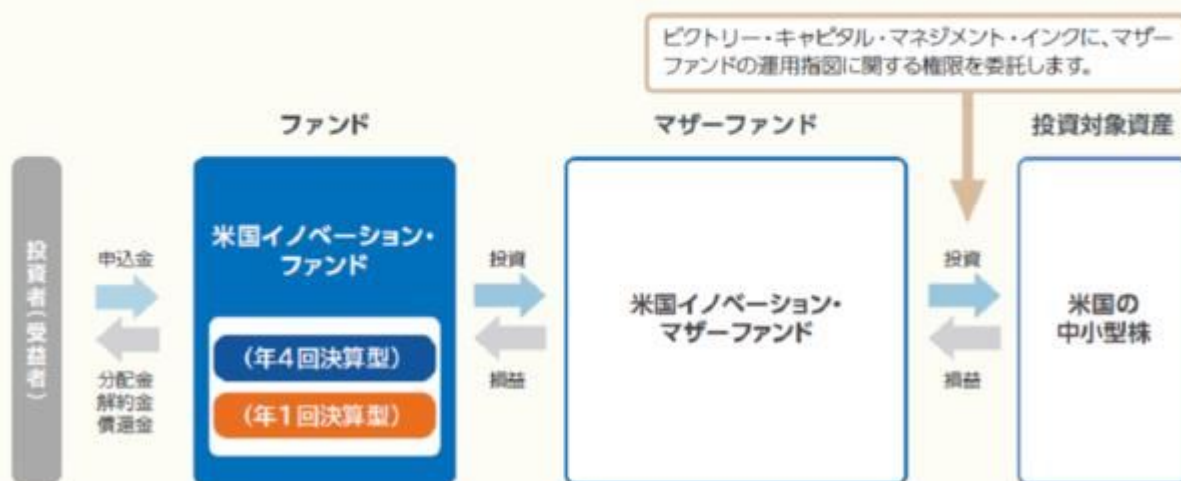 ビクトリー・キャピタル・マネジメント・インクに、マザー
ファンドの運用指図に関する権限を委託します。
ファンド
マザーファンド
投資対象資産
投資者(受益者)
申込金
分配金
解約金
償還金
米国イノベーション・
ファンド
(年4回決算型)
(年1回決算型)
投資
損益
米国イノベーション・
マザーファンド
投資
損益
米国の
中小型株